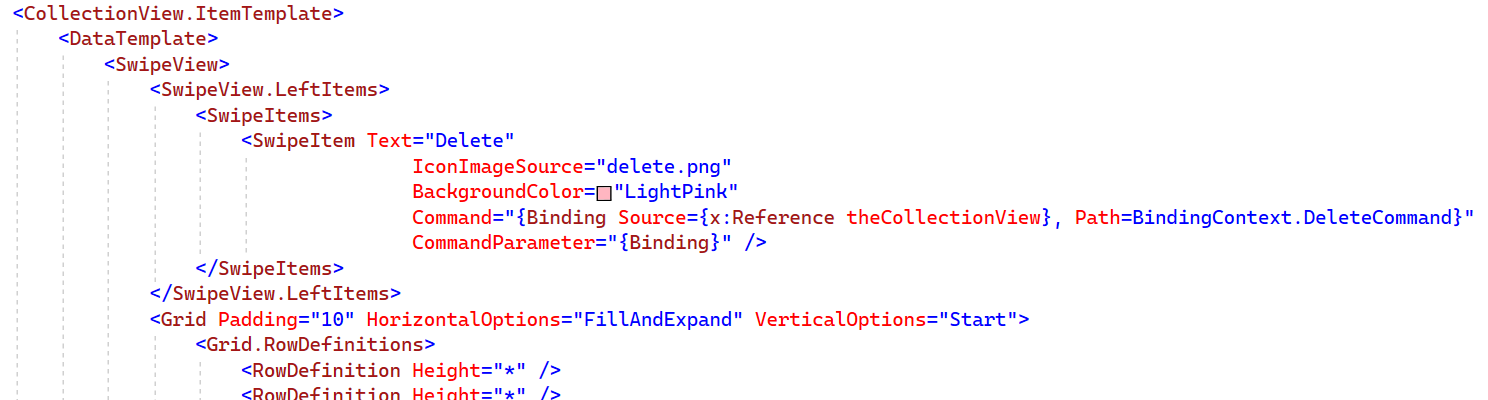 <CollectionView.ItemTemplate>
<DataTemplate>
<SwipeView>
<SwipeView.LeftItems>
<SwipeItems>
<SwipeItem Text="Delete"
IconImageSource="delete.png"
BackgroundColor="LightPink"
Command="{Binding Source={x:Reference theCollectionView}, Path=BindingContext.DeleteCommand}"
CommandParameter="{Binding}" />
</SwipeItems>
</SwipeView.LeftItems>
<Grid Padding="10" HorizontalOptions="FillAndExpand" VerticalOptions="Start">
<Grid.RowDefinitions>
<RowDefinition Height="*" />
<RowDefinition Height="*" />